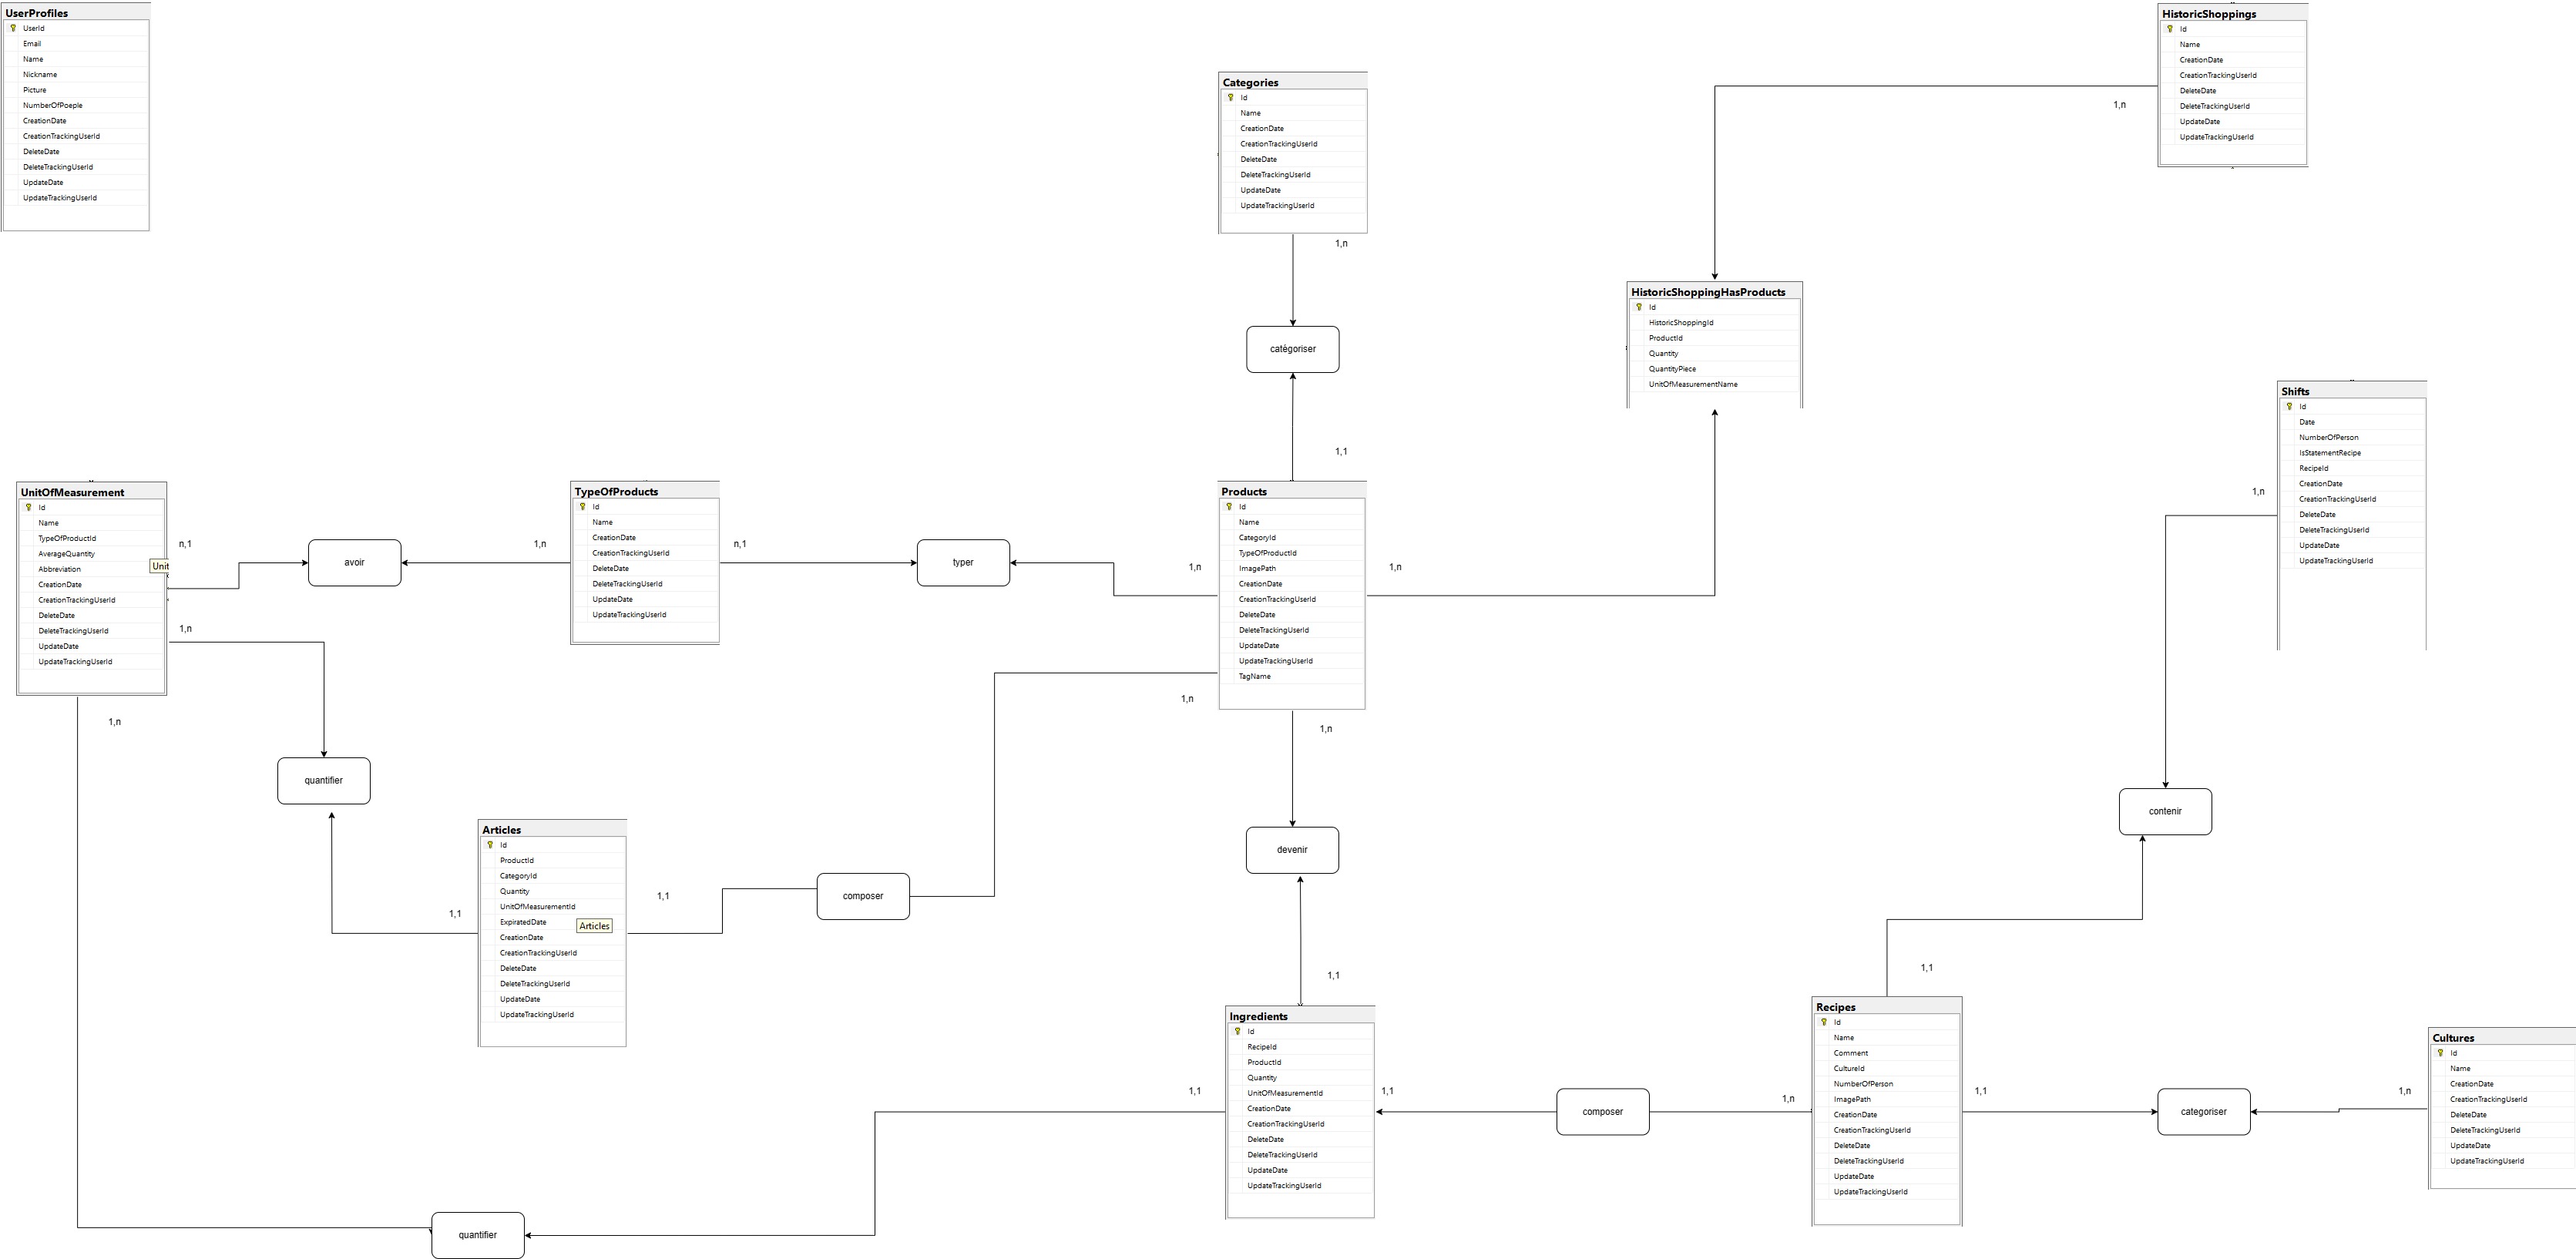 UserProfiles
UserId
Email
Name
Nickname
Picture
NumberOfPoeple
CreationDate
CreationTrackingUserId
DeleteDate
DeleteTrackingUserId
UpdateDate
UpdateTrackingUserId
Categories
Id
Name
CreationDate
CreationTrackingUserId
DeleteDate
DeleteTrackingUserId
UpdateDate
UpdateTrackingUserId
1,n
catégoriser
1,1
HistoricShoppings
Id
Name
CreationDate
CreationTrackingUserId
DeleteDate
DeleteTrackingUserId
UpdateDate
UpdateTrackingUserId
1,n
HistoricShoppingHasProducts
Id
HistoricShoppingId
ProductId
Quantity
QuantityPiece
UnitOfMeasurementName
Shifts
Id
Date
NumberOfPerson
IsStatementRecipe
RecipeId
CreationDate
CreationTrackingUserId
DeleteDate
DeleteTrackingUserId
UpdateDate
UpdateTrackingUserId
1,n
UnitOfMeasurement
Id
Name
TypeOfProductId
AverageQuantity
Abbreviation
CreationDate
CreationTrackingUserId
DeleteDate
DeleteTrackingUserId
UpdateDate
UpdateTrackingUserId
Unit
n,1
1,n
1,n
avoir
1,n
TypeOfProducts
Id
Name
CreationDate
CreationTrackingUserId
DeleteDate
DeleteTrackingUserId
UpdateDate
UpdateTrackingUserId
n,1
typer
1,n
Products
Id
Name
CategoryId
TypeOfProductId
ImagePath
CreationDate
CreationTrackingUserId
DeleteDate
DeleteTrackingUserId
UpdateDate
UpdateTrackingUserId
TagName
1,n
1,n
1,n
quantifier
1,1
Articles
Id
ProductId
CategoryId
Quantity
UnitOfMeasurementId
ExpiratedDate
CreationDate
CreationTrackingUserId
DeleteDate
DeleteTrackingUserId
UpdateDate
UpdateTrackingUserId
Articles
1,1
composer
devenir
1,1
contenir
1,1
Ingredients
Id
RecipeId
ProductId
Quantity
UnitOfMeasurementId
CreationDate
CreationTrackingUserId
DeleteDate
DeleteTrackingUserId
UpdateDate
UpdateTrackingUserId
1,1
1,1
composer
1,n
Recipes
Id
Name
Comment
CultureId
NumberOfPerson
ImagePath
CreationDate
CreationTrackingUserId
DeleteDate
DeleteTrackingUserId
UpdateDate
UpdateTrackingUserId
1,1
categoriser
1,n
Cultures
Id
Name
CreationDate
CreationTrackingUserId
DeleteDate
DeleteTrackingUserId
UpdateDate
UpdateTrackingUserId
quantifier